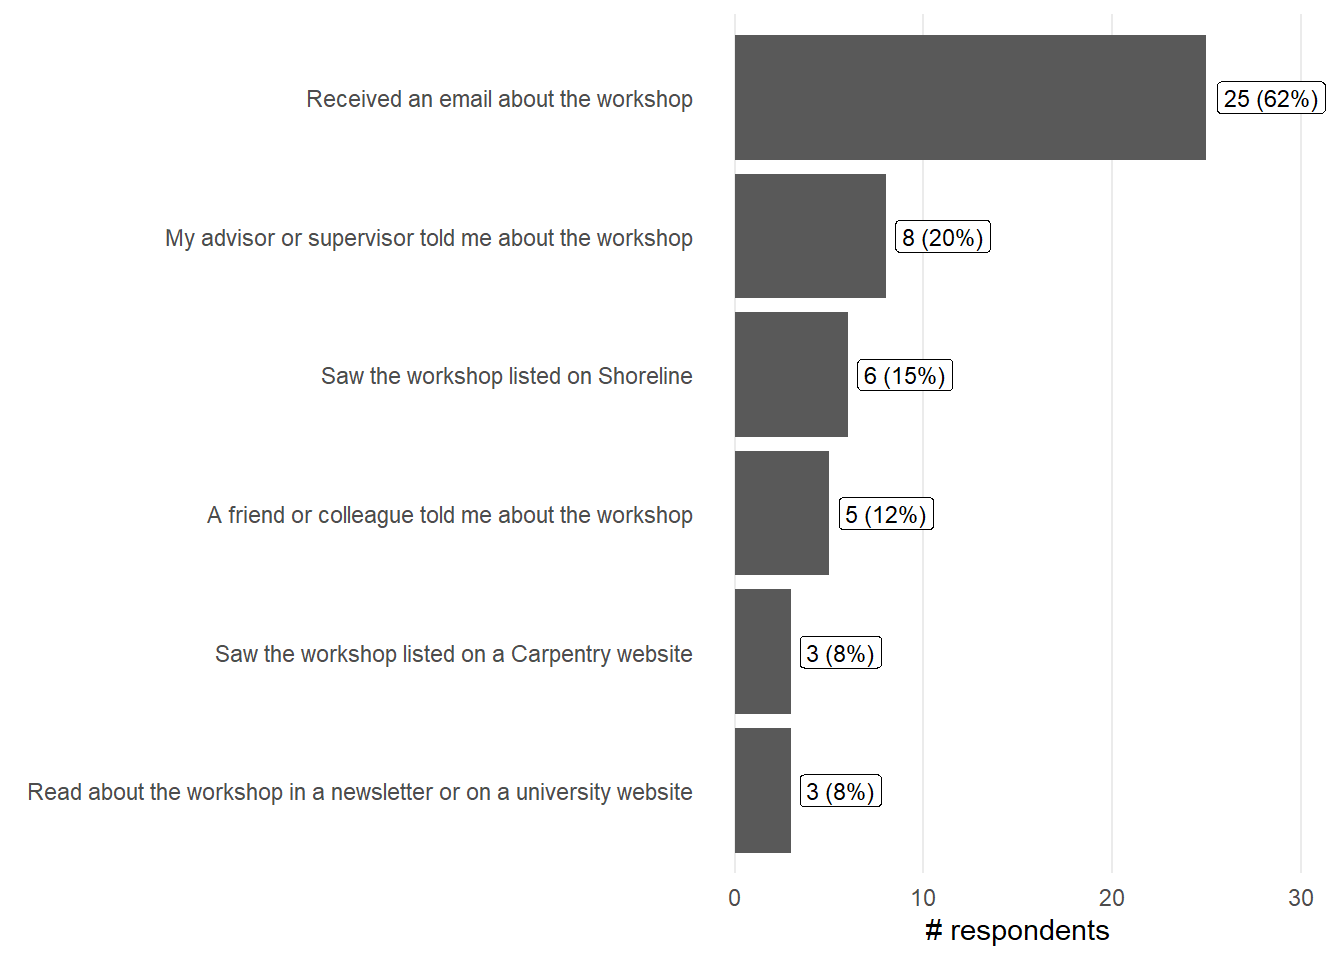 Received an email about the workshop
25 (62%)
My advisor or supervisor told me about the workshop
8 (20%)
Saw the workshop listed on Shoreline
6 (15%)
A friend or colleague told me about the workshop
5 (12%)
Saw the workshop listed on a Carpentry website
3 (8%)
Read about the workshop in a newsletter or on a university website
3 (8%)
0 10 20 30
# respondents